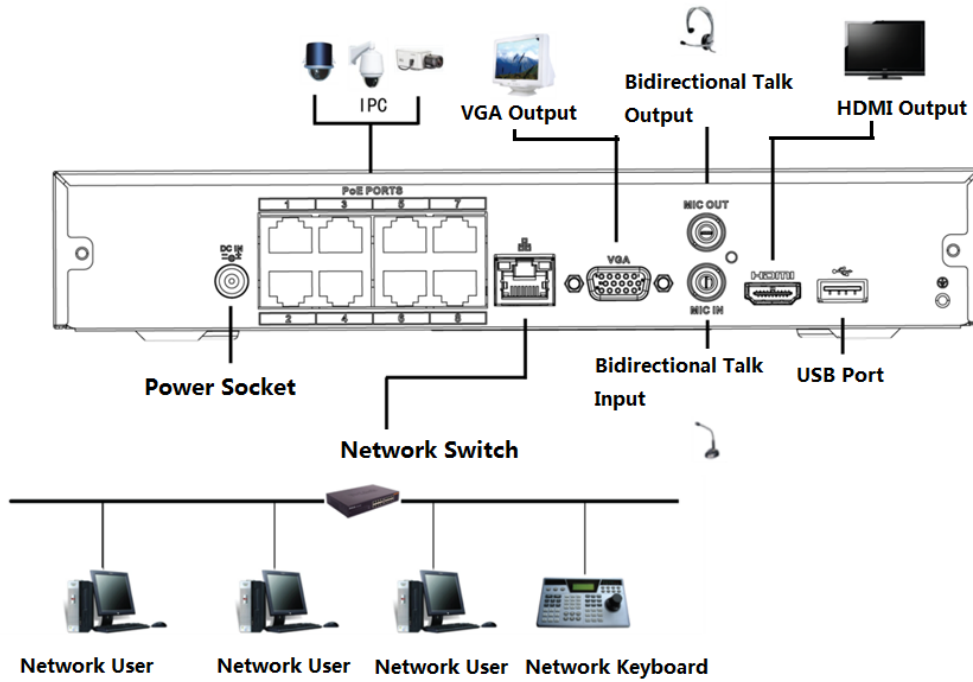 IPC
VGA Output
Bidirectional Talk
Output
HDMI Output
PoE PORTS
1 3 5 7
MIC OUT
DC IN
VGA
HDMI
2 4 6 8
MIC IN
Power Socket
Bidirectional Talk
Input
USB Port
Network Switch
Network User
Network User
Network User
Network Keyboard